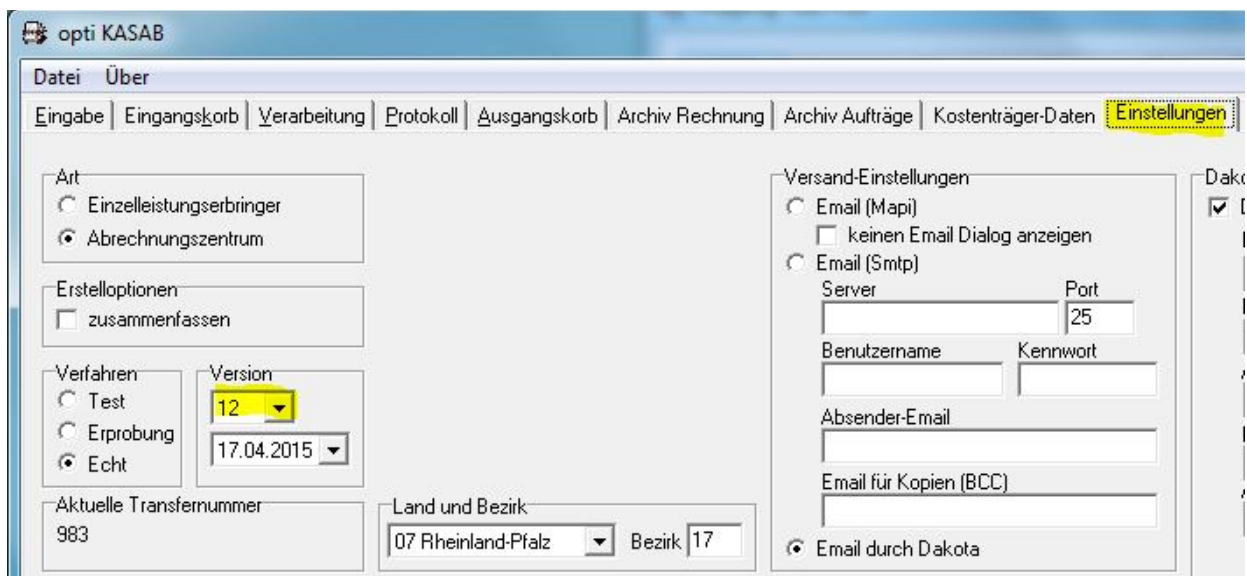 opti KASAB
Datei Über
Eingabe Eingangskorb Verarbeitung Protokoll Ausgangskorb Archiv Rechnung Archiv Aufträge Kostenträger-Daten Einstellungen
Art
Einzelleistungserbringer
Abrechnungszentrum
Erstelloptionen
zusammenfassen
Verfahren
Test
Erprobung
Echt
Version
12
17.04.2015
Aktuelle Transfernummer
983
Land und Bezirk
07 Rheinland-Pfalz Bezirk 17
Versand-Einstellungen
Email (Mapi)
keinen Email Dialog anzeigen
Email (Smtp)
Server Port
25
Benutzername Kennwort
Absender-Email
Email für Kopien (BCC)
Email durch Dakota